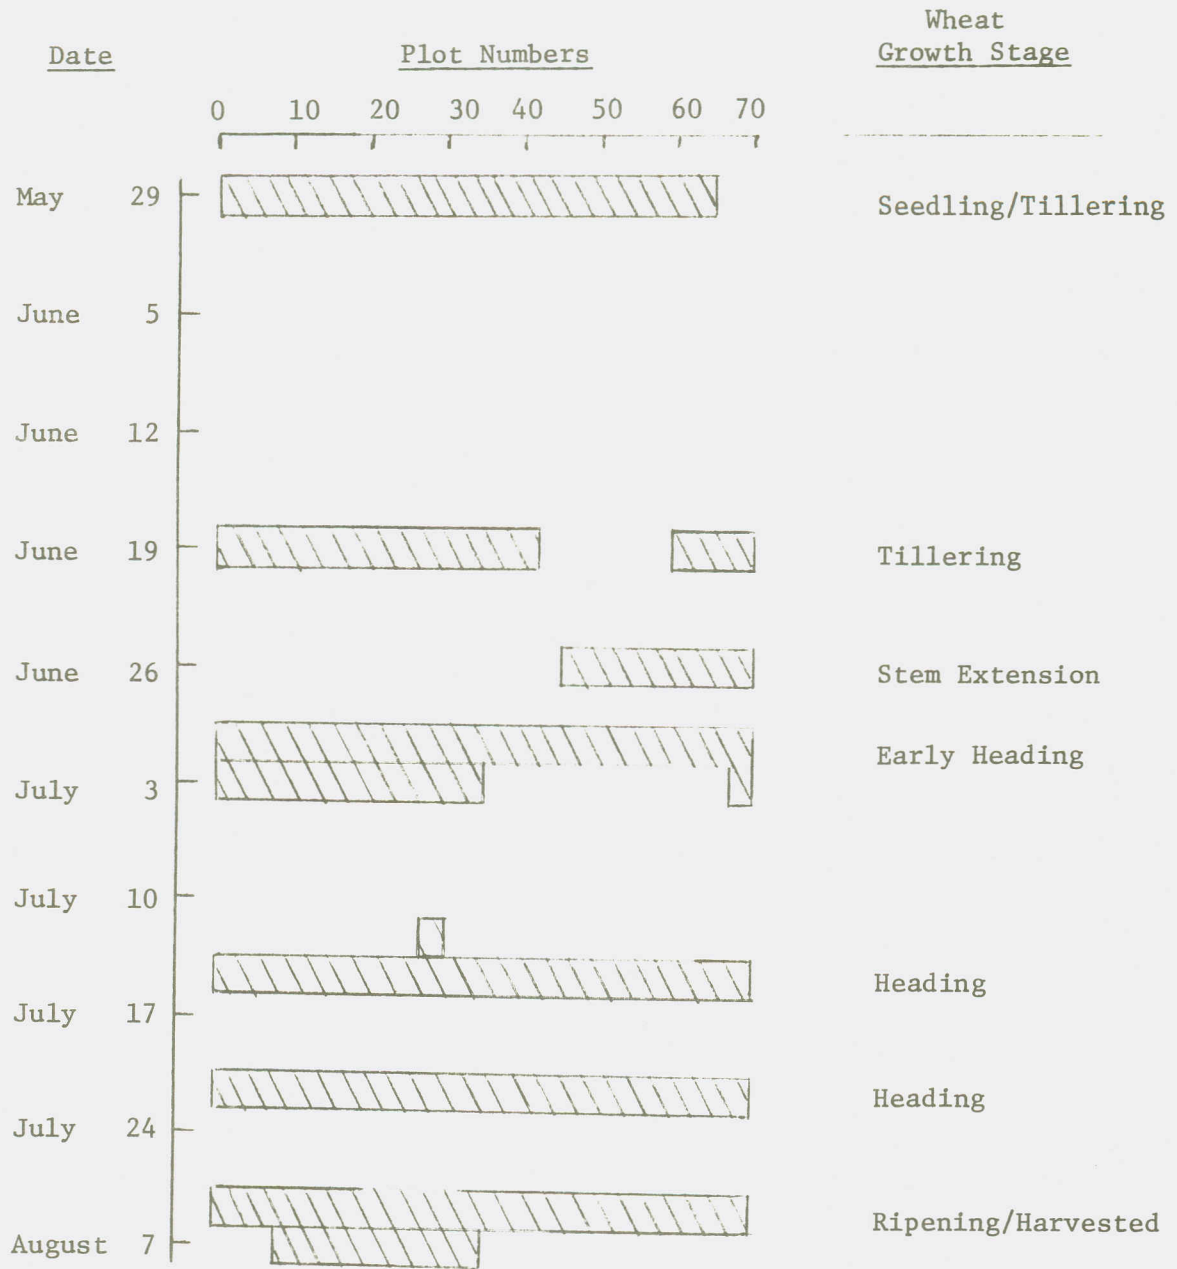 Wheat
Date Plot Numbers Growth Stage
0 10 20 30 40 50 60 70
May 29 Seedling/Tillering
June 5
June 12
June 19 Tillering
June 26 Stem Extension
Early Heading
July 3
July 10
Heading
July 17
Heading
July 24
Ripening/Harvested
August 7